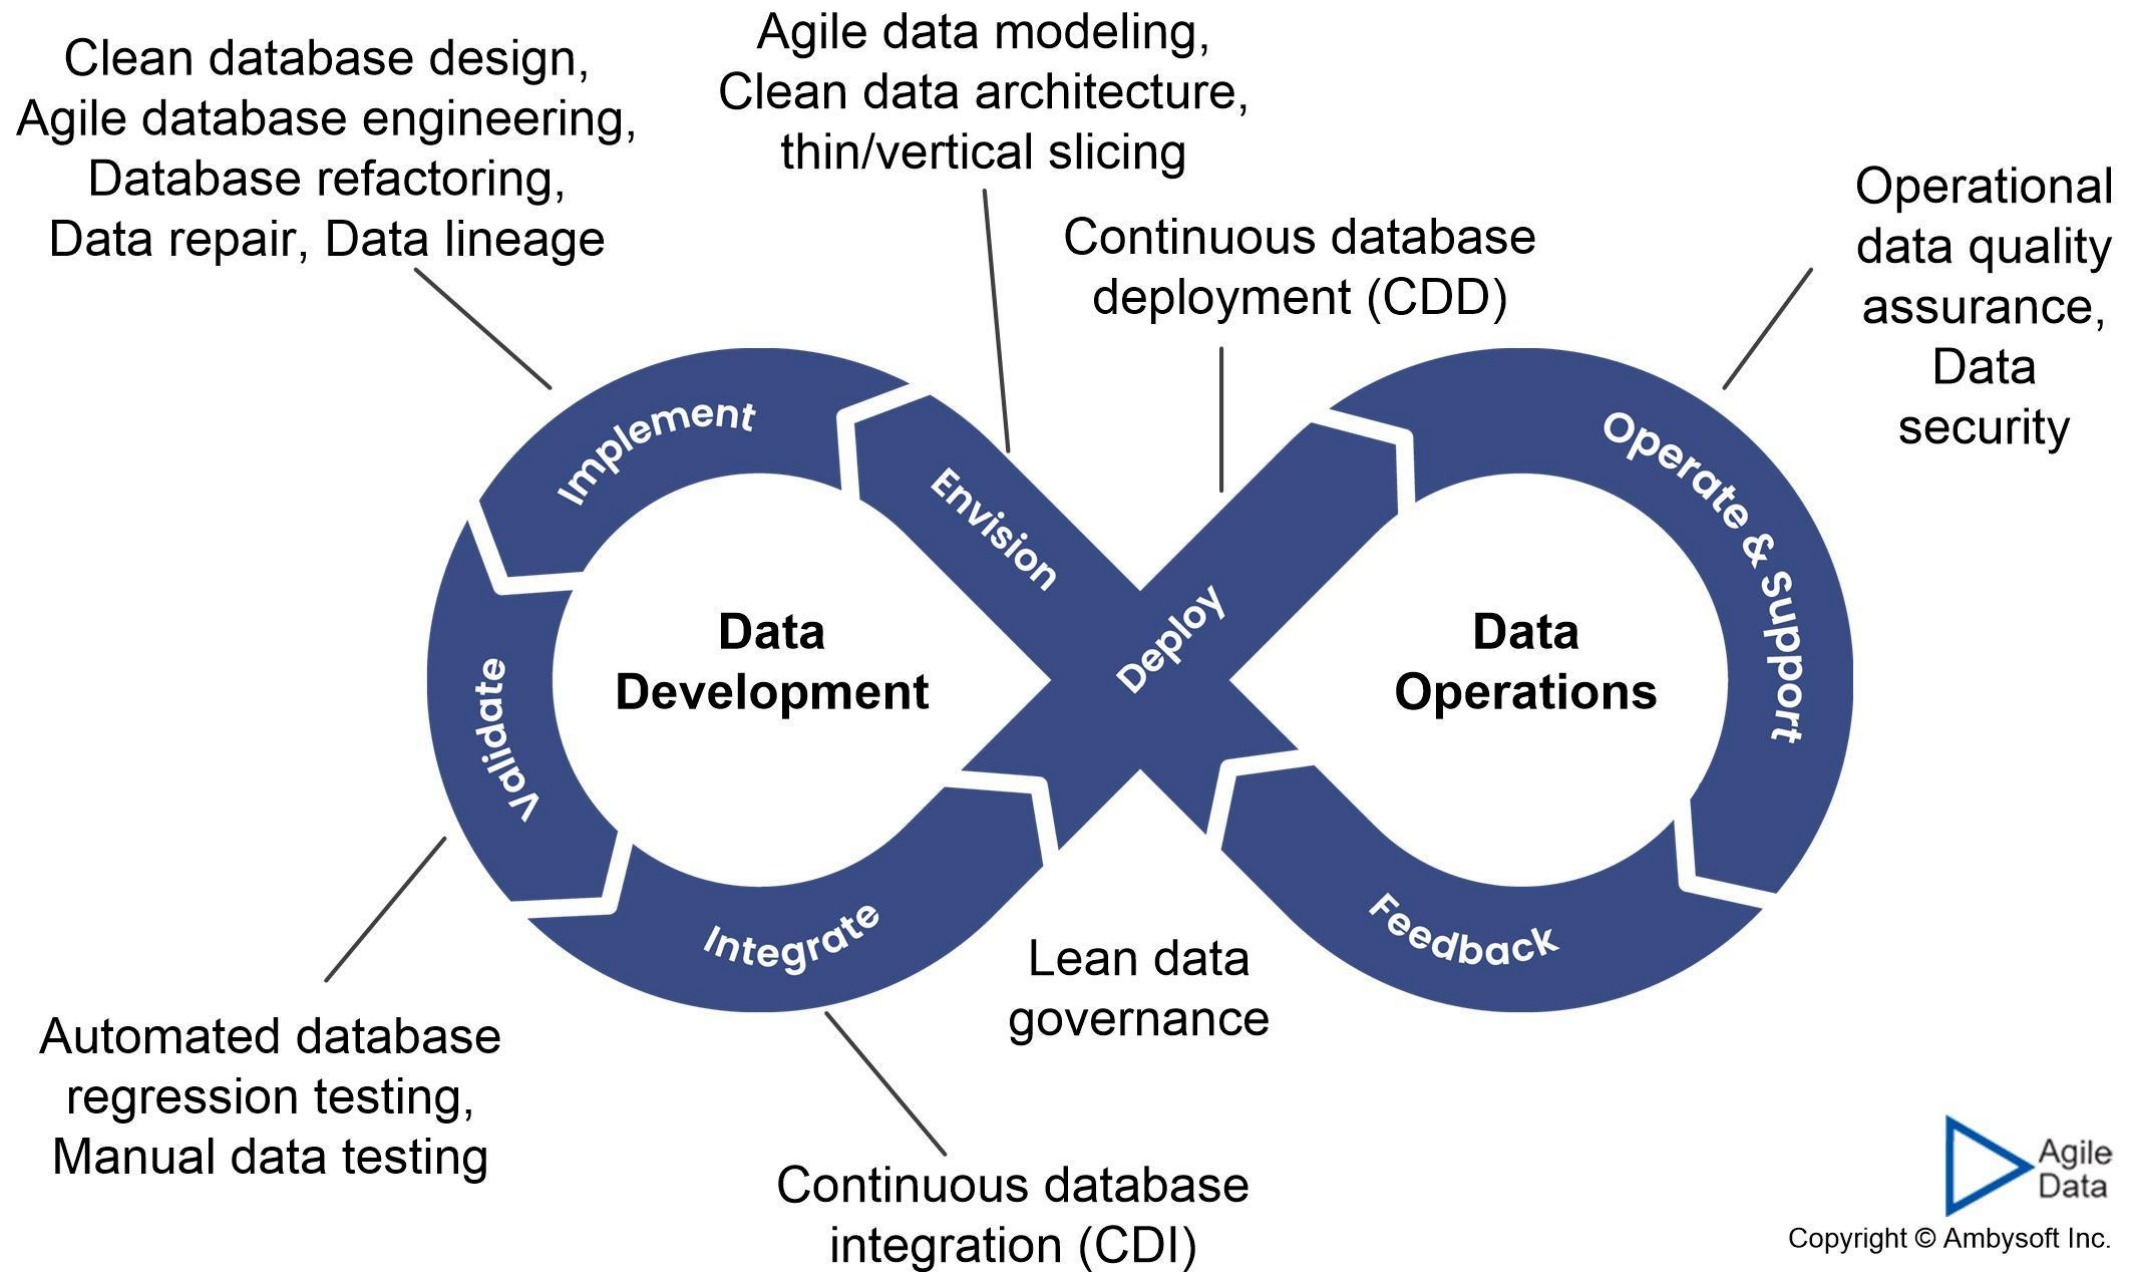 Clean database design,
Agile database engineering,
Database refactoring,
Data repair, Data lineage
Agile data modeling,
Clean data architecture,
thin/vertical slicing
Continuous database
deployment (CDD)
Operational
data quality
assurance,
Data
security
Implement
Envision
Deploy
Operate & Support
Validate
Integrate
Feedback
Data
Development
Data
Operations
Lean data
governance
Automated database
regression testing,
Manual data testing
Continuous database
integration (CDI)
Agile
Data
Copyright © Ambysoft Inc.